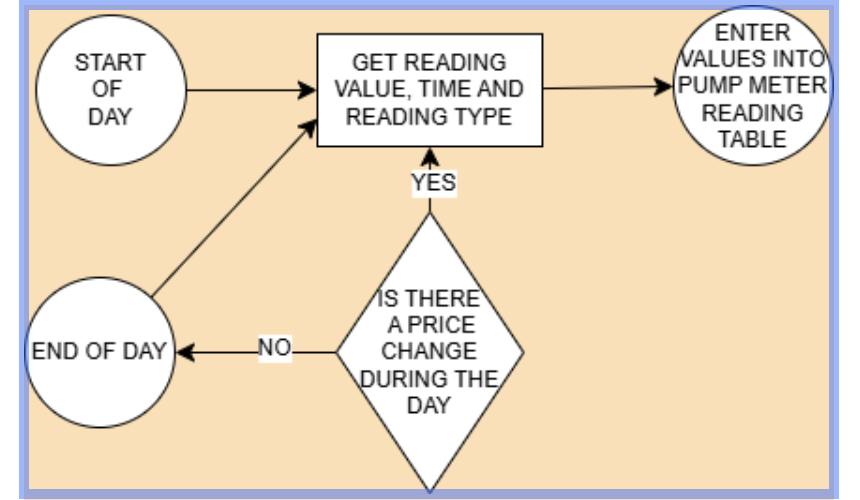 START
OF
DAY
GET READING
VALUE, TIME AND
READING TYPE
ENTER
VALUES INTO
PUMP METER
READING
TABLE
YES
IS THERE
A PRICE
CHANGE
DURING THE
DAY
NO
END OF DAY